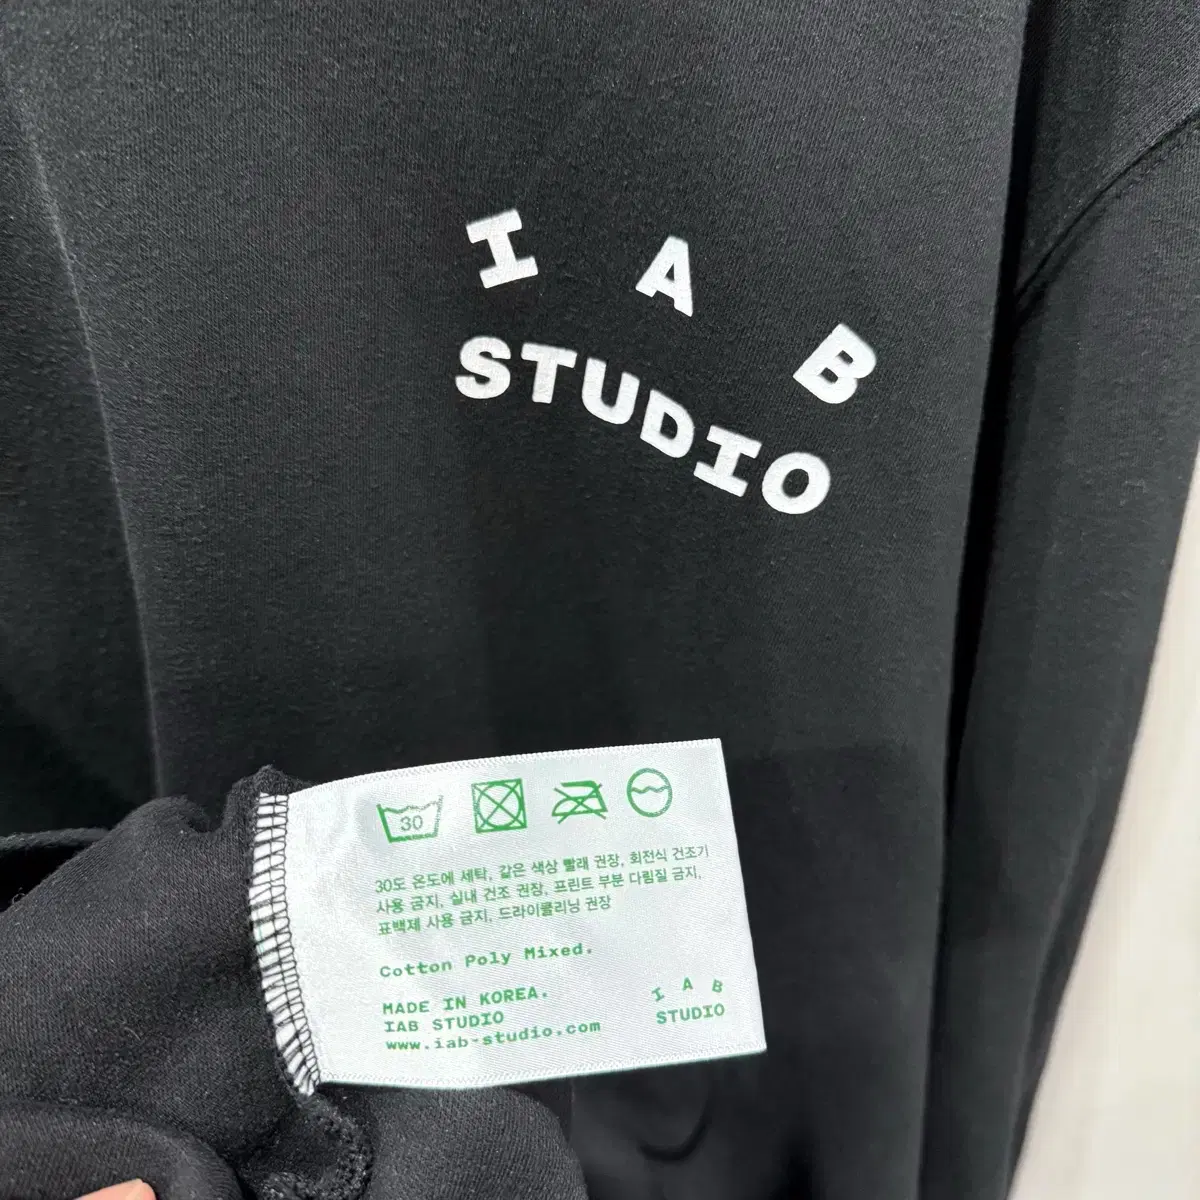 I A B
STUDIO
30
30도 온도에 세탁, 같은 색상 빨래 권장, 회전식 건조기
사용 금지, 실내 건조 권장, 프린트 부분 다림질 금지,
표백제 사용 금지, 드라이클리닝 권장
Cotton Poly Mixed.
MADE IN KOREA.
IAB STUDIO
www.iab-studio.com
I A B
STUDIO